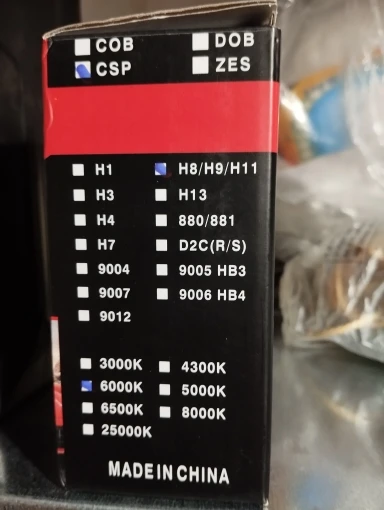 COB DOB
CSP ZES
H1 H8/H9/H11
H3 H13
H4 880/881
H7 D2C(R/S)
9004 9005 HB3
9007 9006 HB4
9012
3000K 4300K
6000K 5000K
6500K 8000K
25000K
MADE IN CHINA